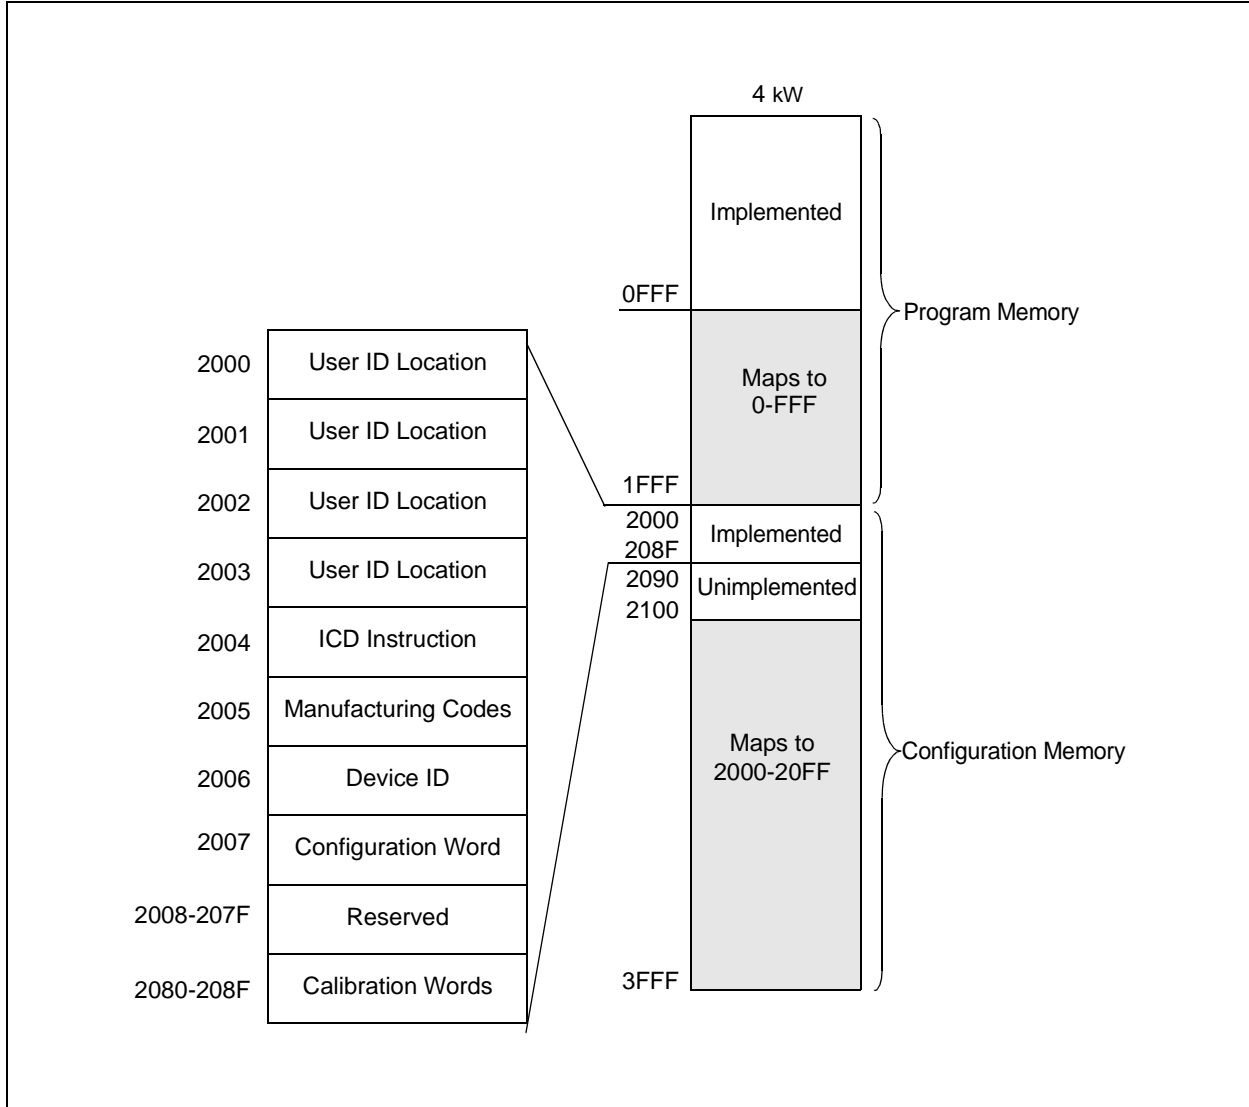 4 kW
Implemented
0FFF
Program Memory
Maps to
0-FFF
1FFF
2000
Implemented
208F
2090
Unimplemented
2100
Maps to
2000-20FF
Configuration Memory
3FFF
2000
User ID Location
2001
User ID Location
2002
User ID Location
2003
User ID Location
2004
ICD Instruction
2005
Manufacturing Codes
2006
Device ID
2007
Configuration Word
2008-207F
Reserved
2080-208F
Calibration Words